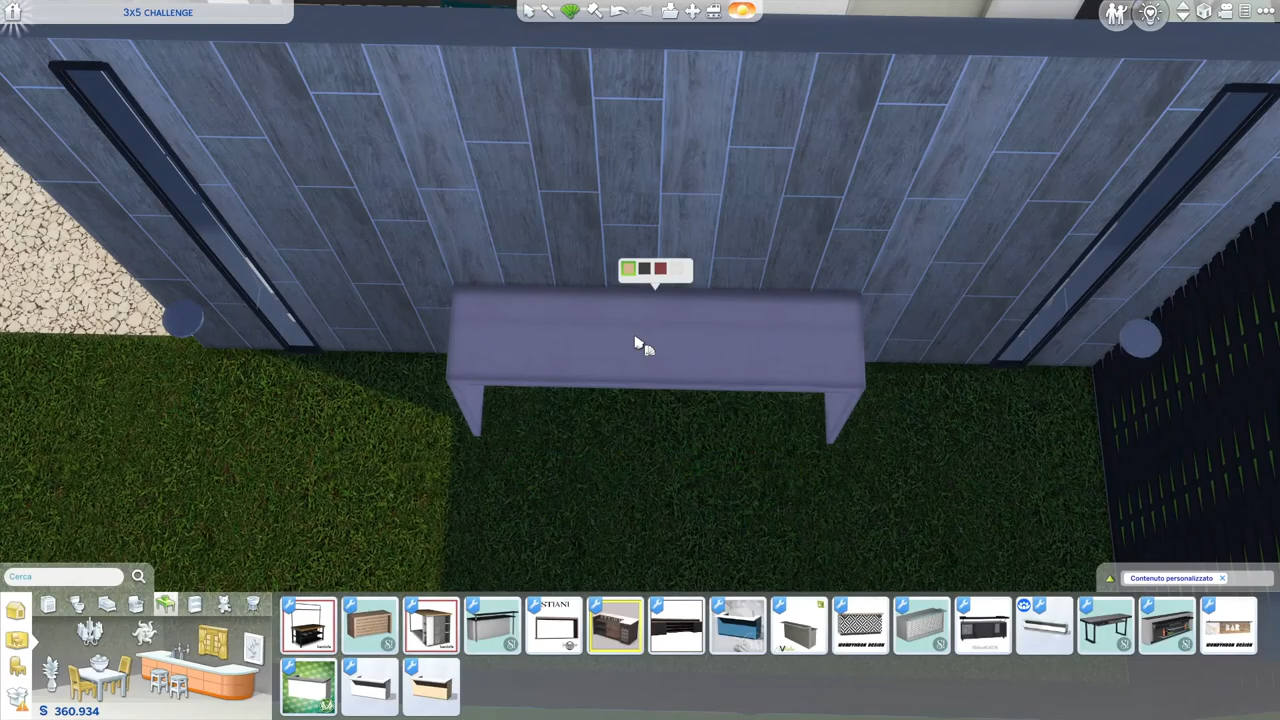 3X5 CHALLENGE
Cerca
Contenuto personalizzato
STIANI
BAR
S 360.934